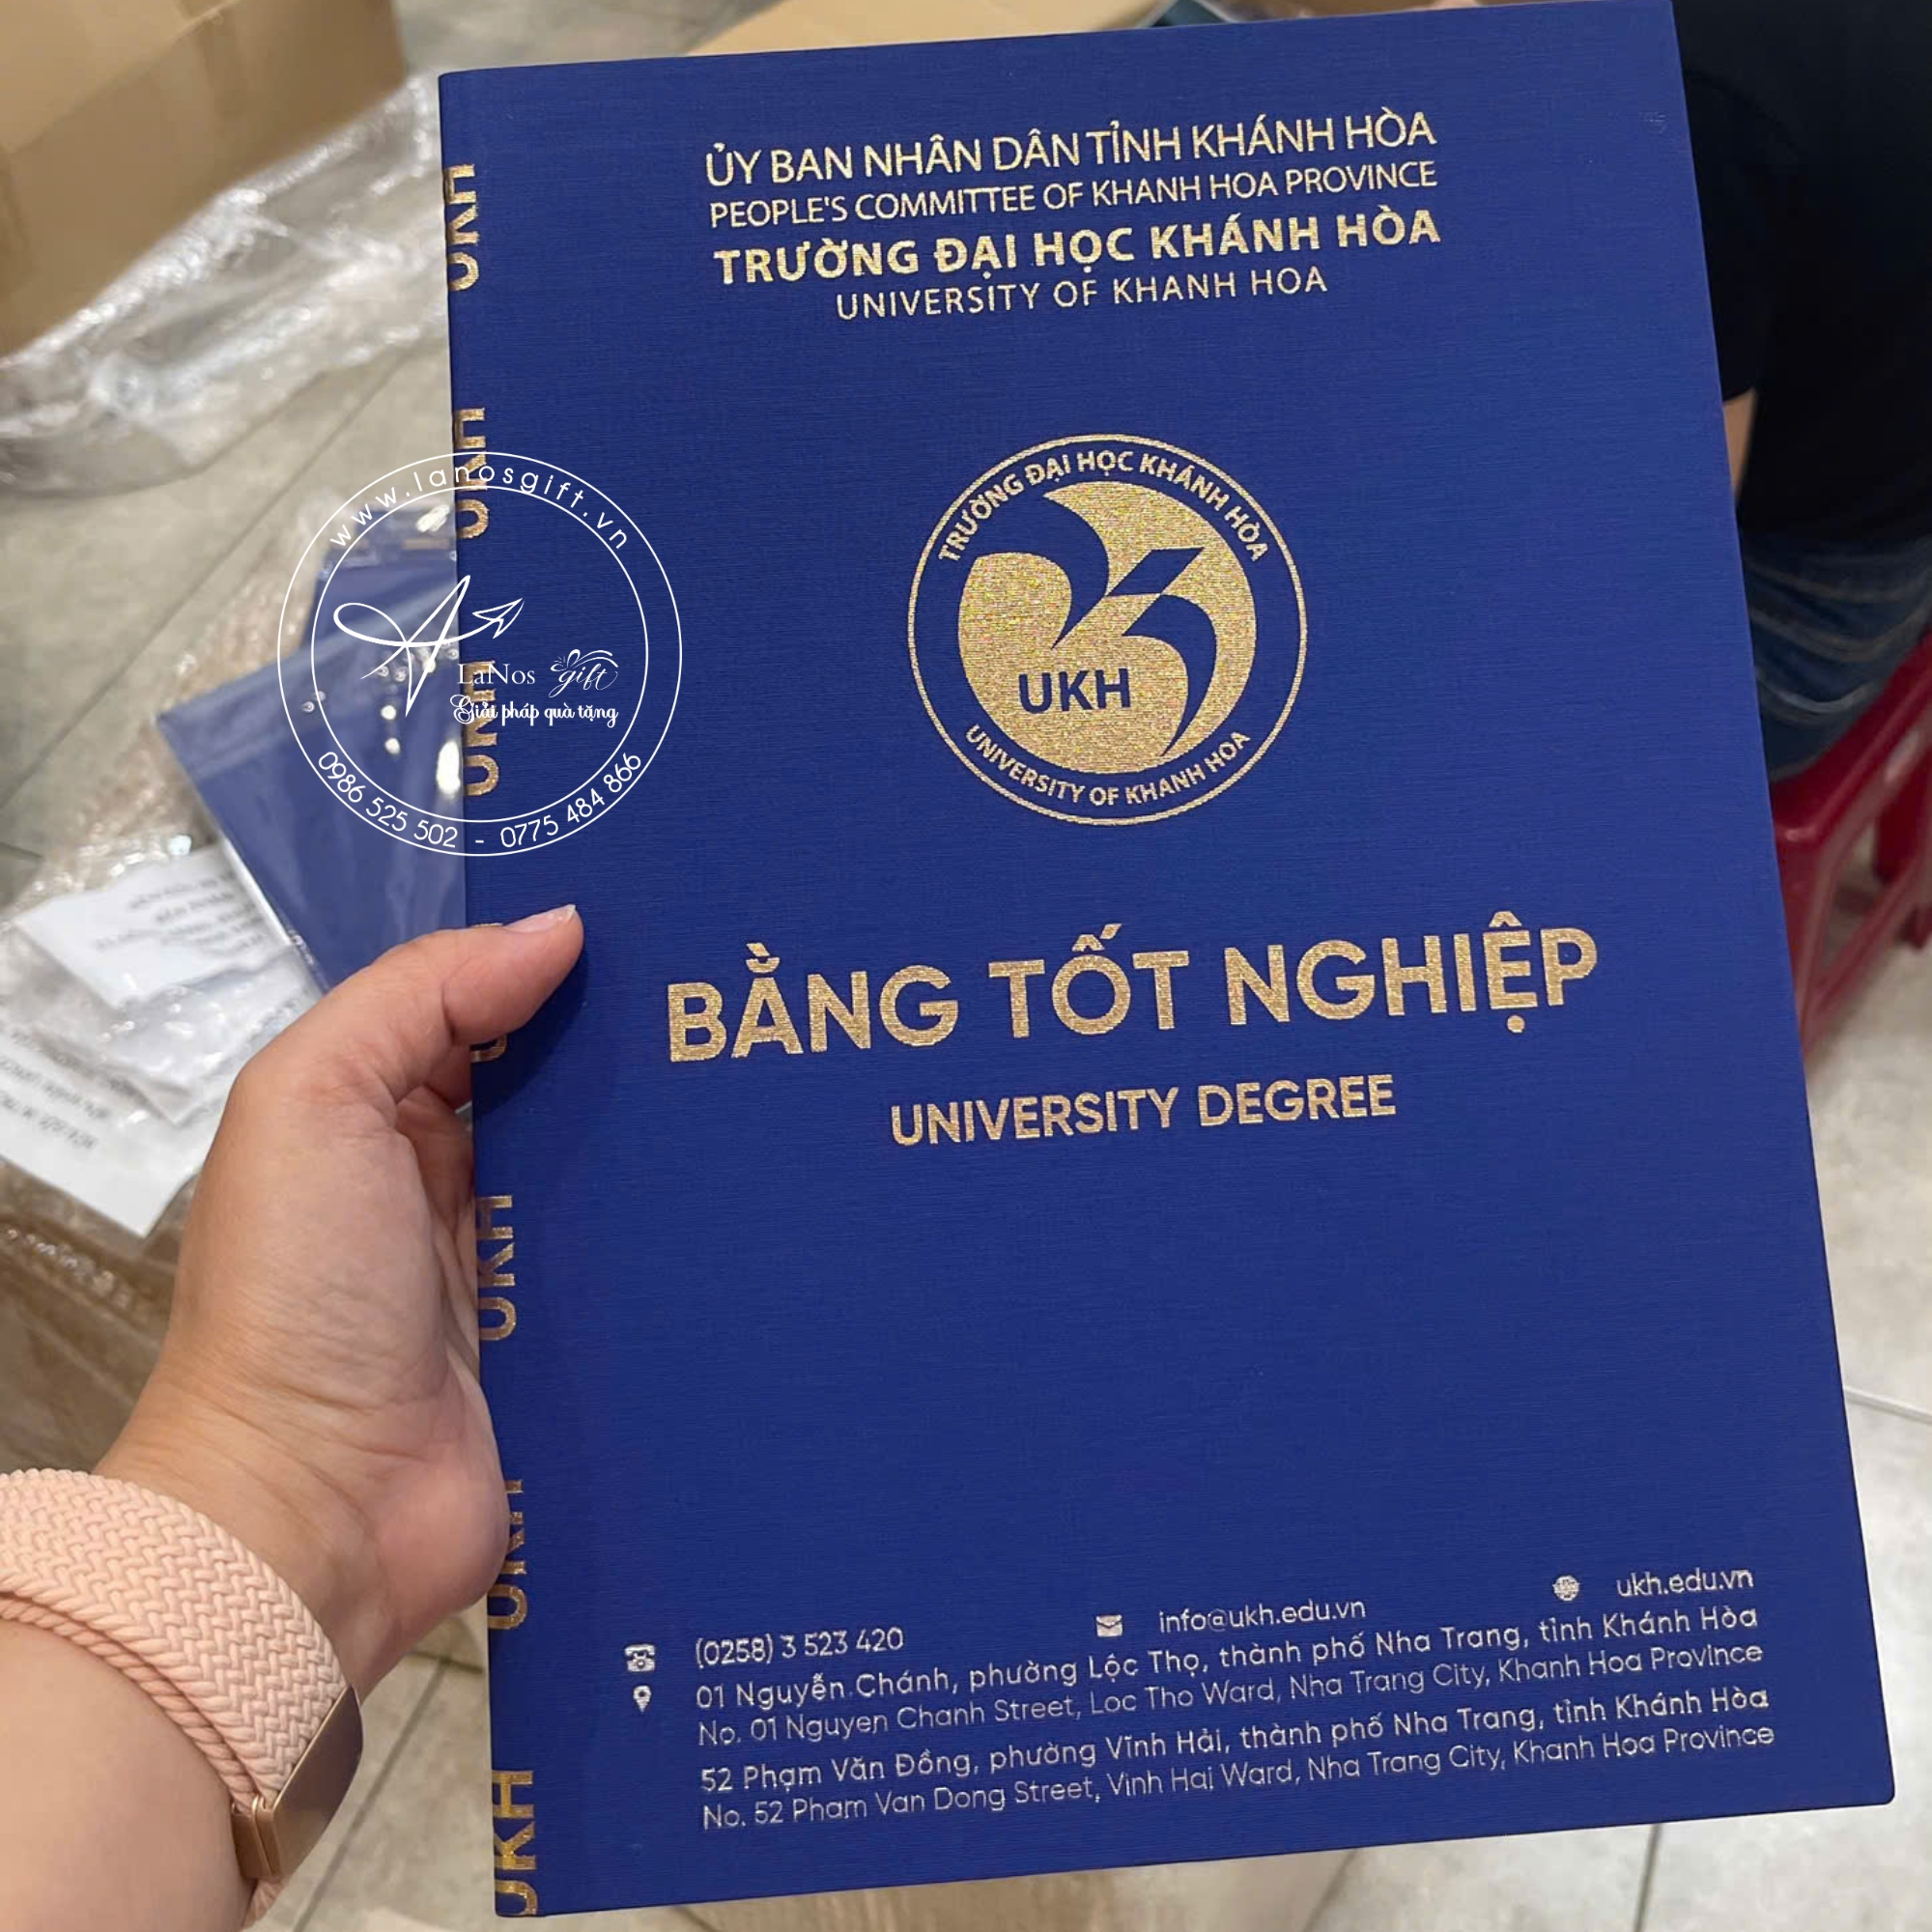 ỦY BAN NHÂN DÂN TỈNH KHÁNH HÒA
PEOPLE'S COMMITTEE OF KHANH HOA PROVINCE
TRƯỜNG ĐẠI HỌC KHÁNH HÒA
UNIVERSITY OF KHANH HOA
TRƯỜNG ĐẠI HỌC KHÁNH HÒA
UKH
UNIVERSITY OF KHANH HOA
BẰNG TỐT NGHIỆP
UNIVERSITY DEGREE
(0258) 3 523 420 info@ukh.edu.vn ukh.edu.vn
01 Nguyễn Chánh, phường Lộc Thọ, thành phố Nha Trang, tỉnh Khánh Hòa
No. 01 Nguyen Chanh Street, Loc Tho Ward, Nha Trang City, Khanh Hoa Province
52 Phạm Văn Đồng, phường Vĩnh Hải, thành phố Nha Trang, tỉnh Khánh Hòa
No. 52 Pham Van Dong Street, Vinh Hai Ward, Nha Trang City, Khanh Hoa Province
UKH
UKH
UKH
UKH
UKH
UKH
www.lanosgift.vn
LaNos gift
Giải pháp quà tặng
0986 525 502 - 0775 484 866